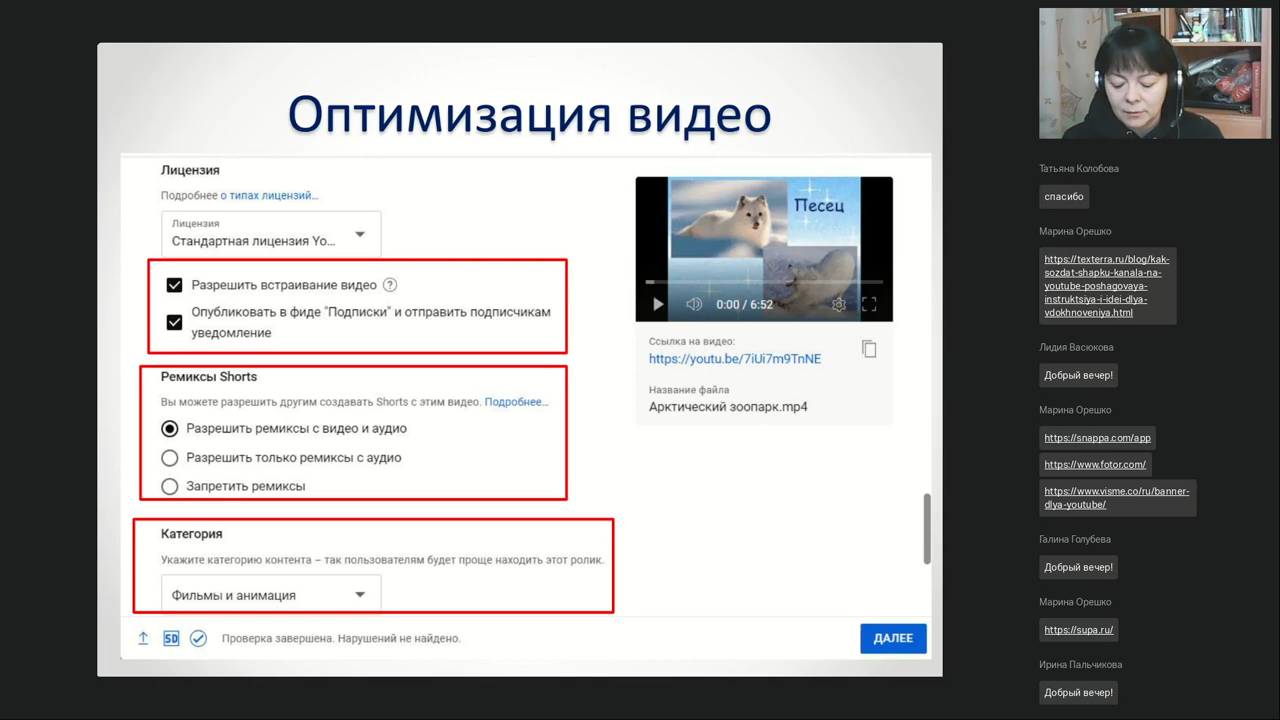 Оптимизация видео
Лицензия
Подробнее о типах лицензий...
Лицензия
Стандартная лицензия Yo...
Разрешить встраивание видео ?
Опубликовать в фиде "Подписки" и отправить подписчикам
уведомление
Ремиксы Shorts
Вы можете разрешить другим создавать Shorts с этим видео. Подробнее...
Разрешить ремиксы с видео и аудио
Разрешить только ремиксы с аудио
Запретить ремиксы
Категория
Укажите категорию контента – так пользователям будет проще находить этот ролик.
Фильмы и анимация
SD Проверка завершена. Нарушений не найдено.
ДАЛЕЕ
Песец
0:00 / 6:52
Ссылка на видео:
https://youtu.be/7iUi7m9TnNE
Название файла
Арктический зоопарк.mp4
Татьяна Колобова
спасибо
Марина Орешко
https://texterra.ru/blog/kak-
sozdat-shapku-kanala-na-
youtube-poshagovaya-
instruktsiya-i-idei-dlya-
vdokhnoveniya.html
Лидия Васюкова
Добрый вечер!
Марина Орешко
https://snappa.com/app
https://www.fotor.com/
https://www.visme.co/ru/banner-
dlya-youtube/
Галина Голубева
Добрый вечер!
Марина Орешко
https://supa.ru/
Ирина Пальчикова
Добрый вечер!